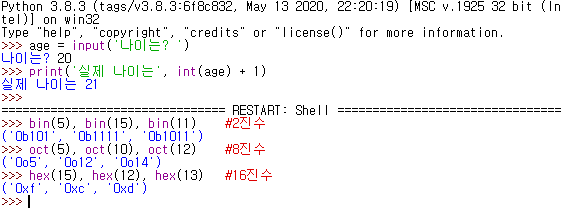 Python 3.8.3 (tags/v3.8.3:6f8c832, May 13 2020, 22:20:19) [MSC v.1925 32 bit (In
tel)] on win32
Type "help", "copyright", "credits" or "license()" for more information.
>>> age = input('나이는? ')
나이는? 20
>>> print('실제 나이는', int(age) + 1)
실제 나이는 21
>>>
=============================== RESTART: Shell ===============================
>>> bin(5), bin(15), bin(11)    #2진수
('0b101', '0b1111', '0b1011')
>>> oct(5), oct(10), oct(12)    #8진수
('0o5', '0o12', '0o14')
>>> hex(15), hex(12), hex(13)   #16진수
('0xf', '0xc', '0xd')
>>>